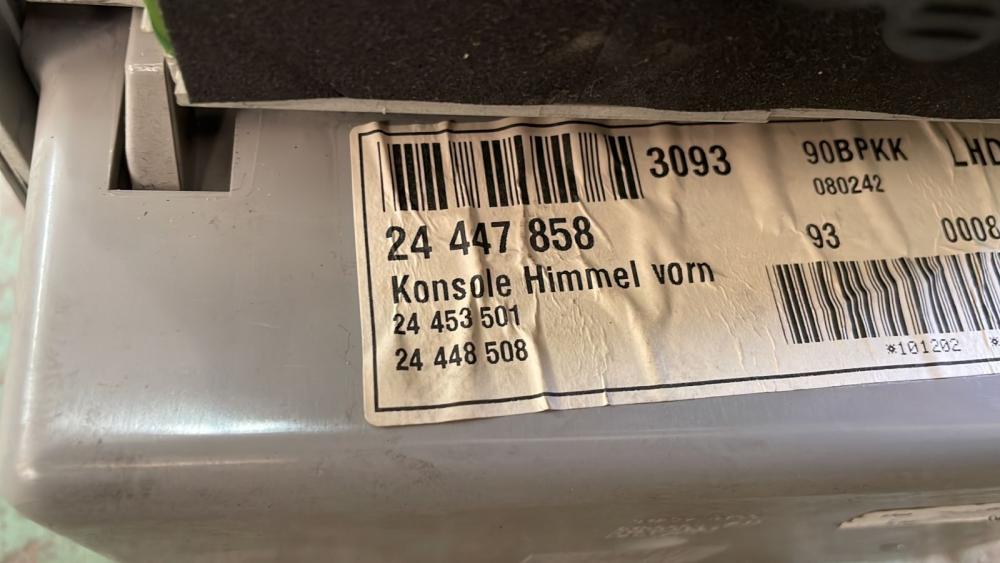 3093
24 447 858
Konsole Himmel vorn
24 453 501
24 448 508
90BPKK LHD
080242
93 0008
*101202 *